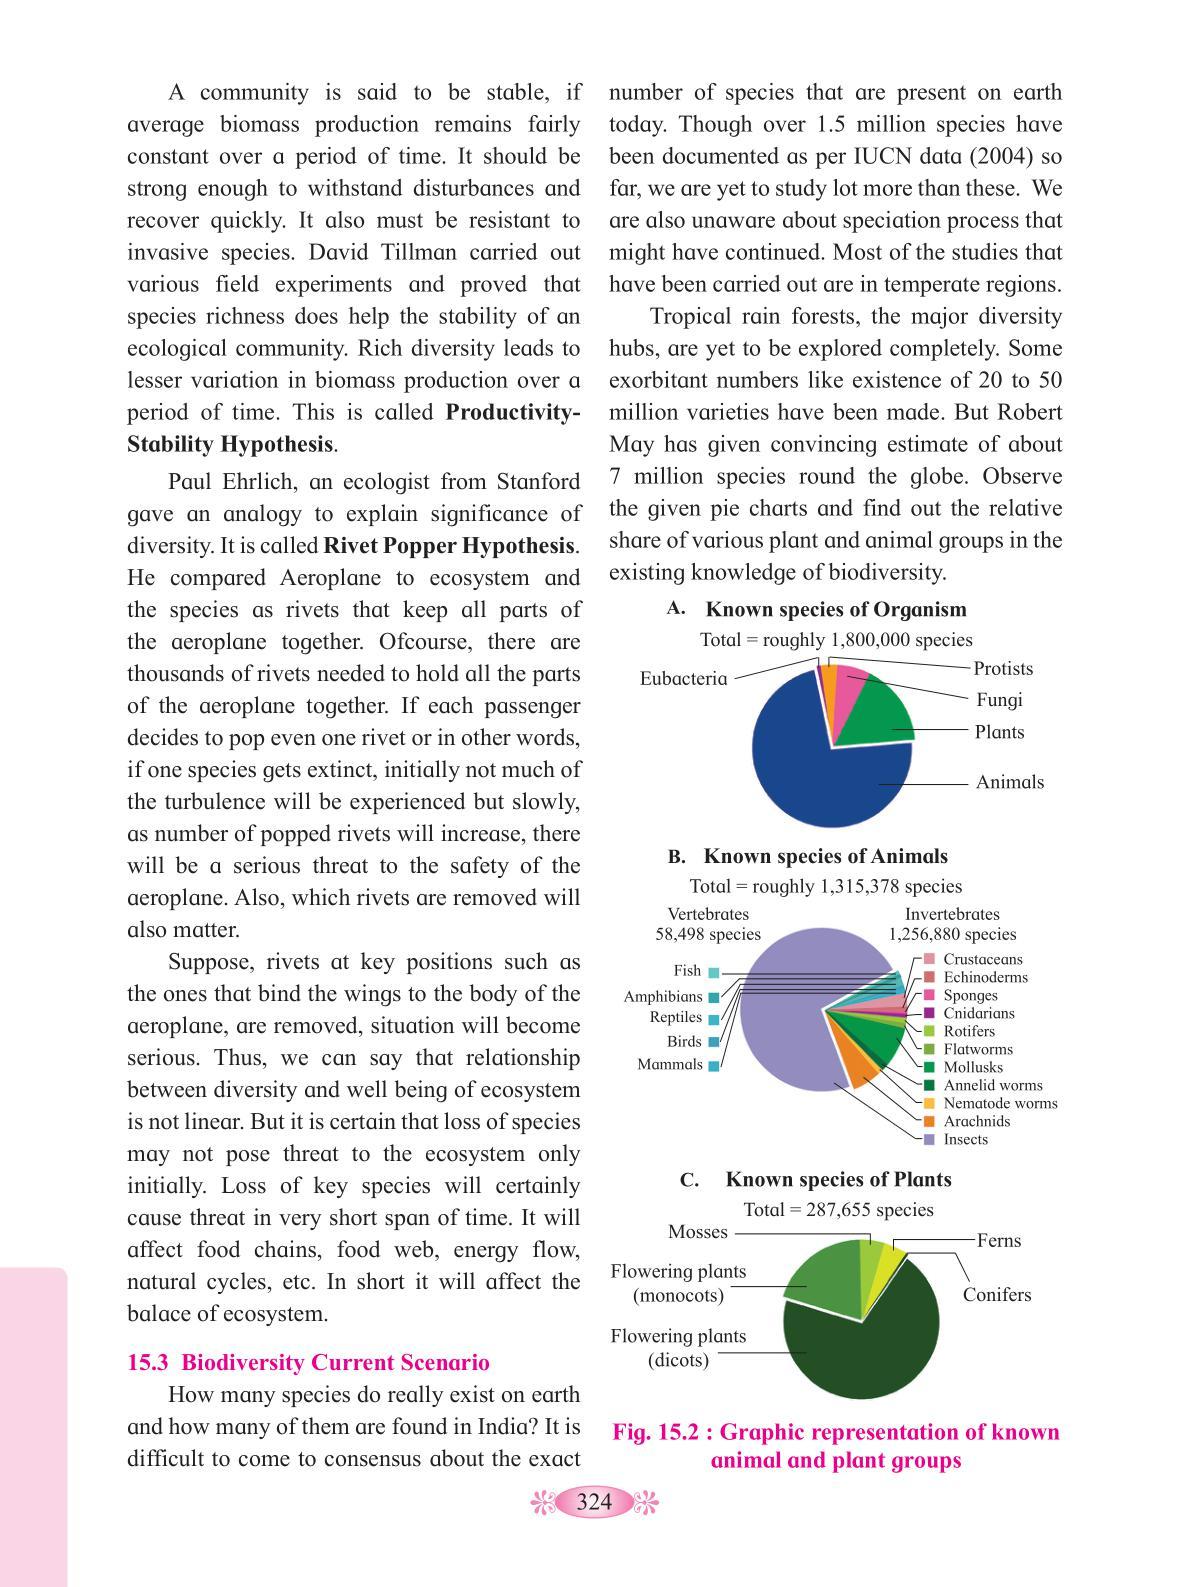 A community is said to be stable, if
average biomass production remains fairly
constant over a period of time. It should be
strong enough to withstand disturbances and
recover quickly. It also must be resistant to
invasive species. David Tillman carried out
various field experiments and proved that
species richness does help the stability of an
ecological community. Rich diversity leads to
lesser variation in biomass production over a
period of time. This is called Productivity-
Stability Hypothesis.
Paul Ehrlich, an ecologist from Stanford
gave an analogy to explain significance of
diversity. It is called Rivet Popper Hypothesis.
He compared Aeroplane to ecosystem and
the species as rivets that keep all parts of
the aeroplane together. Ofcourse, there are
thousands of rivets needed to hold all the parts
of the aeroplane together. If each passenger
decides to pop even one rivet or in other words,
if one species gets extinct, initially not much of
the turbulence will be experienced but slowly,
as number of popped rivets will increase, there
will be a serious threat to the safety of the
aeroplane. Also, which rivets are removed will
also matter.
Suppose, rivets at key positions such as
the ones that bind the wings to the body of the
aeroplane, are removed, situation will become
serious. Thus, we can say that relationship
between diversity and well being of ecosystem
is not linear. But it is certain that loss of species
may not pose threat to the ecosystem only
initially. Loss of key species will certainly
cause threat in very short span of time. It will
affect food chains, food web, energy flow,
natural cycles, etc. In short it will affect the
balace of ecosystem.
15.3 Biodiversity Current Scenario
How many species do really exist on earth
and how many of them are found in India? It is
difficult to come to consensus about the exact
number of species that are present on earth
today. Though over 1.5 million species have
been documented as per IUCN data (2004) so
far, we are yet to study lot more than these. We
are also unaware about speciation process that
might have continued. Most of the studies that
have been carried out are in temperate regions.
Tropical rain forests, the major diversity
hubs, are yet to be explored completely. Some
exorbitant numbers like existence of 20 to 50
million varieties have been made. But Robert
May has given convincing estimate of about
7 million species round the globe. Observe
the given pie charts and find out the relative
share of various plant and animal groups in the
existing knowledge of biodiversity.
A. Known species of Organism
Total = roughly 1,800,000 species
Eubacteria
Protists
Fungi
Plants
Animals
B. Known species of Animals
Total = roughly 1,315,378 species
Vertebrates
58,498 species
Invertebrates
1,256,880 species
Fish
Amphibians
Reptiles
Birds
Mammals
Crustaceans
Echinoderms
Sponges
Cnidarians
Rotifers
Flatworms
Mollusks
Annelid worms
Nematode worms
Arachnids
Insects
C. Known species of Plants
Total = 287,655 species
Mosses
Ferns
Flowering plants
(monocots)
Conifers
Flowering plants
(dicots)
Fig. 15.2 : Graphic representation of known
animal and plant groups
324